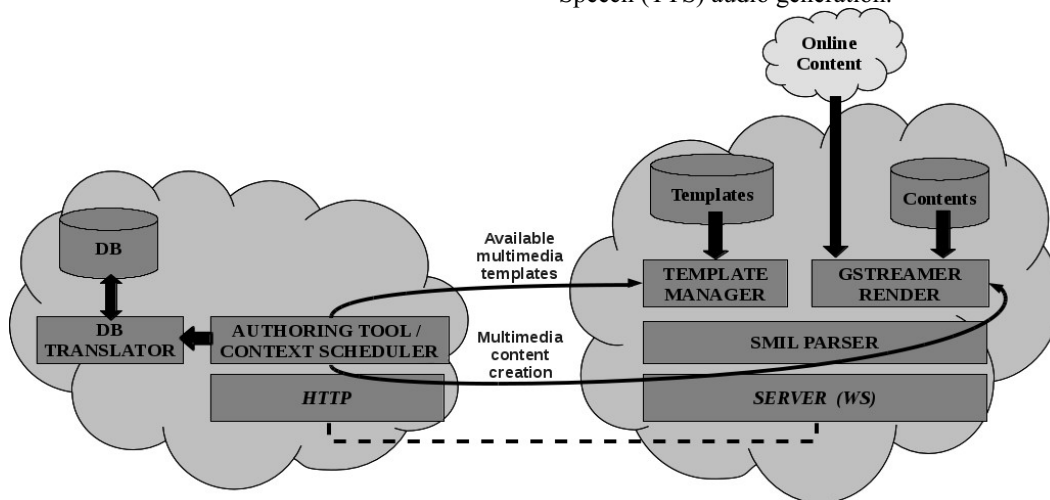 Speech (TTS) audio generation.
Online
Content
Templates
Contents
DB
Available
multimedia
templates
TEMPLATE
MANAGER
GSTREAMER
RENDER
DB
TRANSLATOR
AUTHORING TOOL /
CONTEXT SCHEDULER
Multimedia
content
creation
SMIL PARSER
HTTP
SERVER (WS)